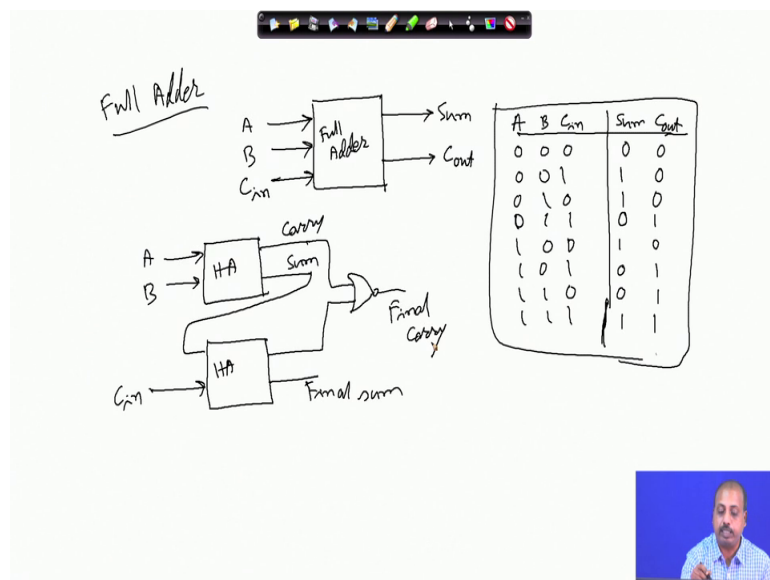 Full Adder
A
B
Cin
Full Adder
Sum
Cout
A B Cin Sum Cout
0 0 0 0 0
0 0 1 1 0
0 1 0 1 0
0 1 1 0 1
1 0 0 1 0
1 0 1 0 1
1 1 0 0 1
1 1 1 1 1
A
B
HA
Carry
Sum
Final
Carry
Cin
HA
Final sum